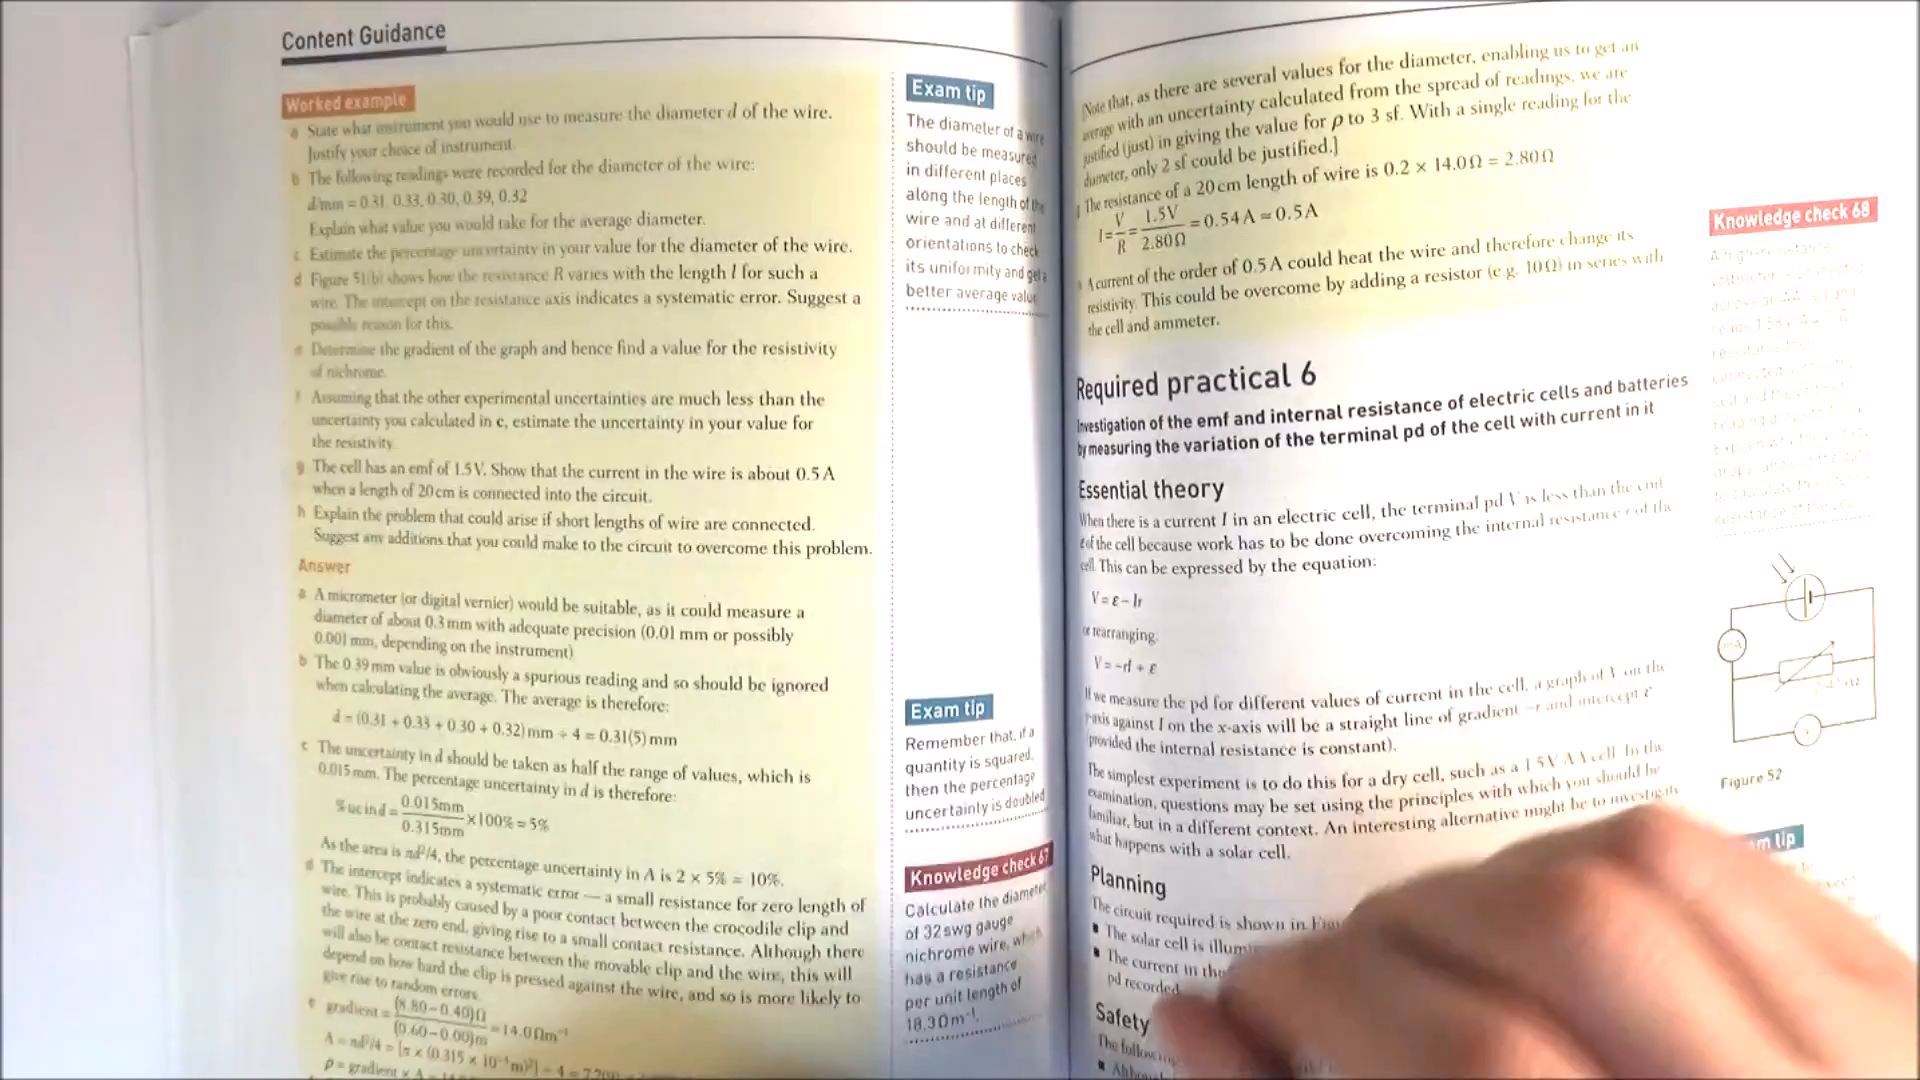 Content Guidance
Worked example
a State what instrument you would use to measure the diameter d of the wire.
Justify your choice of instrument.
b The following readings were recorded for the diameter of the wire:
d/mm = 0.31, 0.33, 0.30, 0.39, 0.32
Explain what value you would take for the average diameter.
c Estimate the percentage uncertainty in your value for the diameter of the wire.
d Figure 51(b) shows how the resistance R varies with the length l for such a
wire. The intercept on the resistance axis indicates a systematic error. Suggest a
possible reason for this.
e Determine the gradient of the graph and hence find a value for the resistivity
of nichrome.
f Assuming that the other experimental uncertainties are much less than the
uncertainty you calculated in c, estimate the uncertainty in your value for
the resistivity.
g The cell has an emf of 1.5 V. Show that the current in the wire is about 0.5 A
when a length of 20 cm is connected into the circuit.
h Explain the problem that could arise if short lengths of wire are connected.
Suggest any additions that you could make to the circuit to overcome this problem.
Answer
a A micrometer (or digital vernier) would be suitable, as it could measure a
diameter of about 0.3 mm with adequate precision (0.01 mm or possibly
0.001 mm, depending on the instrument)
b The 0.39 mm value is obviously a spurious reading and so should be ignored
when calculating the average. The average is therefore:
d = (0.31 + 0.33 + 0.30 + 0.32) mm ÷ 4 = 0.31(5) mm
c The uncertainty in d should be taken as half the range of values, which is
0.015 mm. The percentage uncertainty in d is therefore:
%uc in d = 0.015mm / 0.315mm × 100% = 5%
As the area is πd²/4, the percentage uncertainty in A is 2 × 5% = 10%.
d The intercept indicates a systematic error — a small resistance for zero length of
wire. This is probably caused by a poor contact between the crocodile clip and
the wire at the zero end, giving rise to a small contact resistance. Although there
will also be contact resistance between the movable clip and the wire, this will
depend on how hard the clip is pressed against the wire, and so is more likely to
give rise to random errors.
e gradient = (8.80 − 0.40)Ω / (0.60 − 0.00)m = 14.0 Ωm⁻¹
A = πd²/4 = [π × (0.315 × 10⁻³m)²] ÷ 4 =
ρ = gradient × A =
Exam tip
The diameter of a wire
should be measured
in different places
along the length of the
wire and at different
orientations to check
its uniformity and get a
better average value
Exam tip
Remember that, if a
quantity is squared,
then the percentage
uncertainty is doubled
Knowledge check 67
Calculate the diameter
of 32 swg gauge
nichrome wire, which
has a resistance
per unit length of
18.3 Ωm⁻¹.
[Note that, as there are several values for the diameter, enabling us to get an
average with an uncertainty calculated from the spread of readings, we are
justified (just) in giving the value for ρ to 3 sf. With a single reading for the
diameter, only 2 sf could be justified.]
The resistance of a 20 cm length of wire is 0.2 × 14.0 Ω = 2.80 Ω
I = V/R = 1.5V / 2.80Ω = 0.54 A ≈ 0.5 A
A current of the order of 0.5 A could heat the wire and therefore change its
resistivity. This could be overcome by adding a resistor (e.g. 10 Ω) in series with
the cell and ammeter.
Required practical 6
Investigation of the emf and internal resistance of electric cells and batteries
by measuring the variation of the terminal pd of the cell with current in it
Essential theory
When there is a current I in an electric cell, the terminal pd V is less than the emf
ε of the cell because work has to be done overcoming the internal resistance r of the
cell. This can be expressed by the equation:
V = ε − Ir
or rearranging:
V = −rI + ε
If we measure the pd for different values of current in the cell, a graph of V on the
y-axis against I on the x-axis will be a straight line of gradient −r and intercept ε
(provided the internal resistance is constant).
The simplest experiment is to do this for a dry cell, such as a 1.5V AA cell. In the
examination, questions may be set using the principles with which you should be
familiar, but in a different context. An interesting alternative might be to investigate
what happens with a solar cell.
Planning
The circuit required is shown in
■ The solar cell is
■ The current in the
pd recorded
Safety
The
■
Knowledge check 68
mA
Figure 52
tip